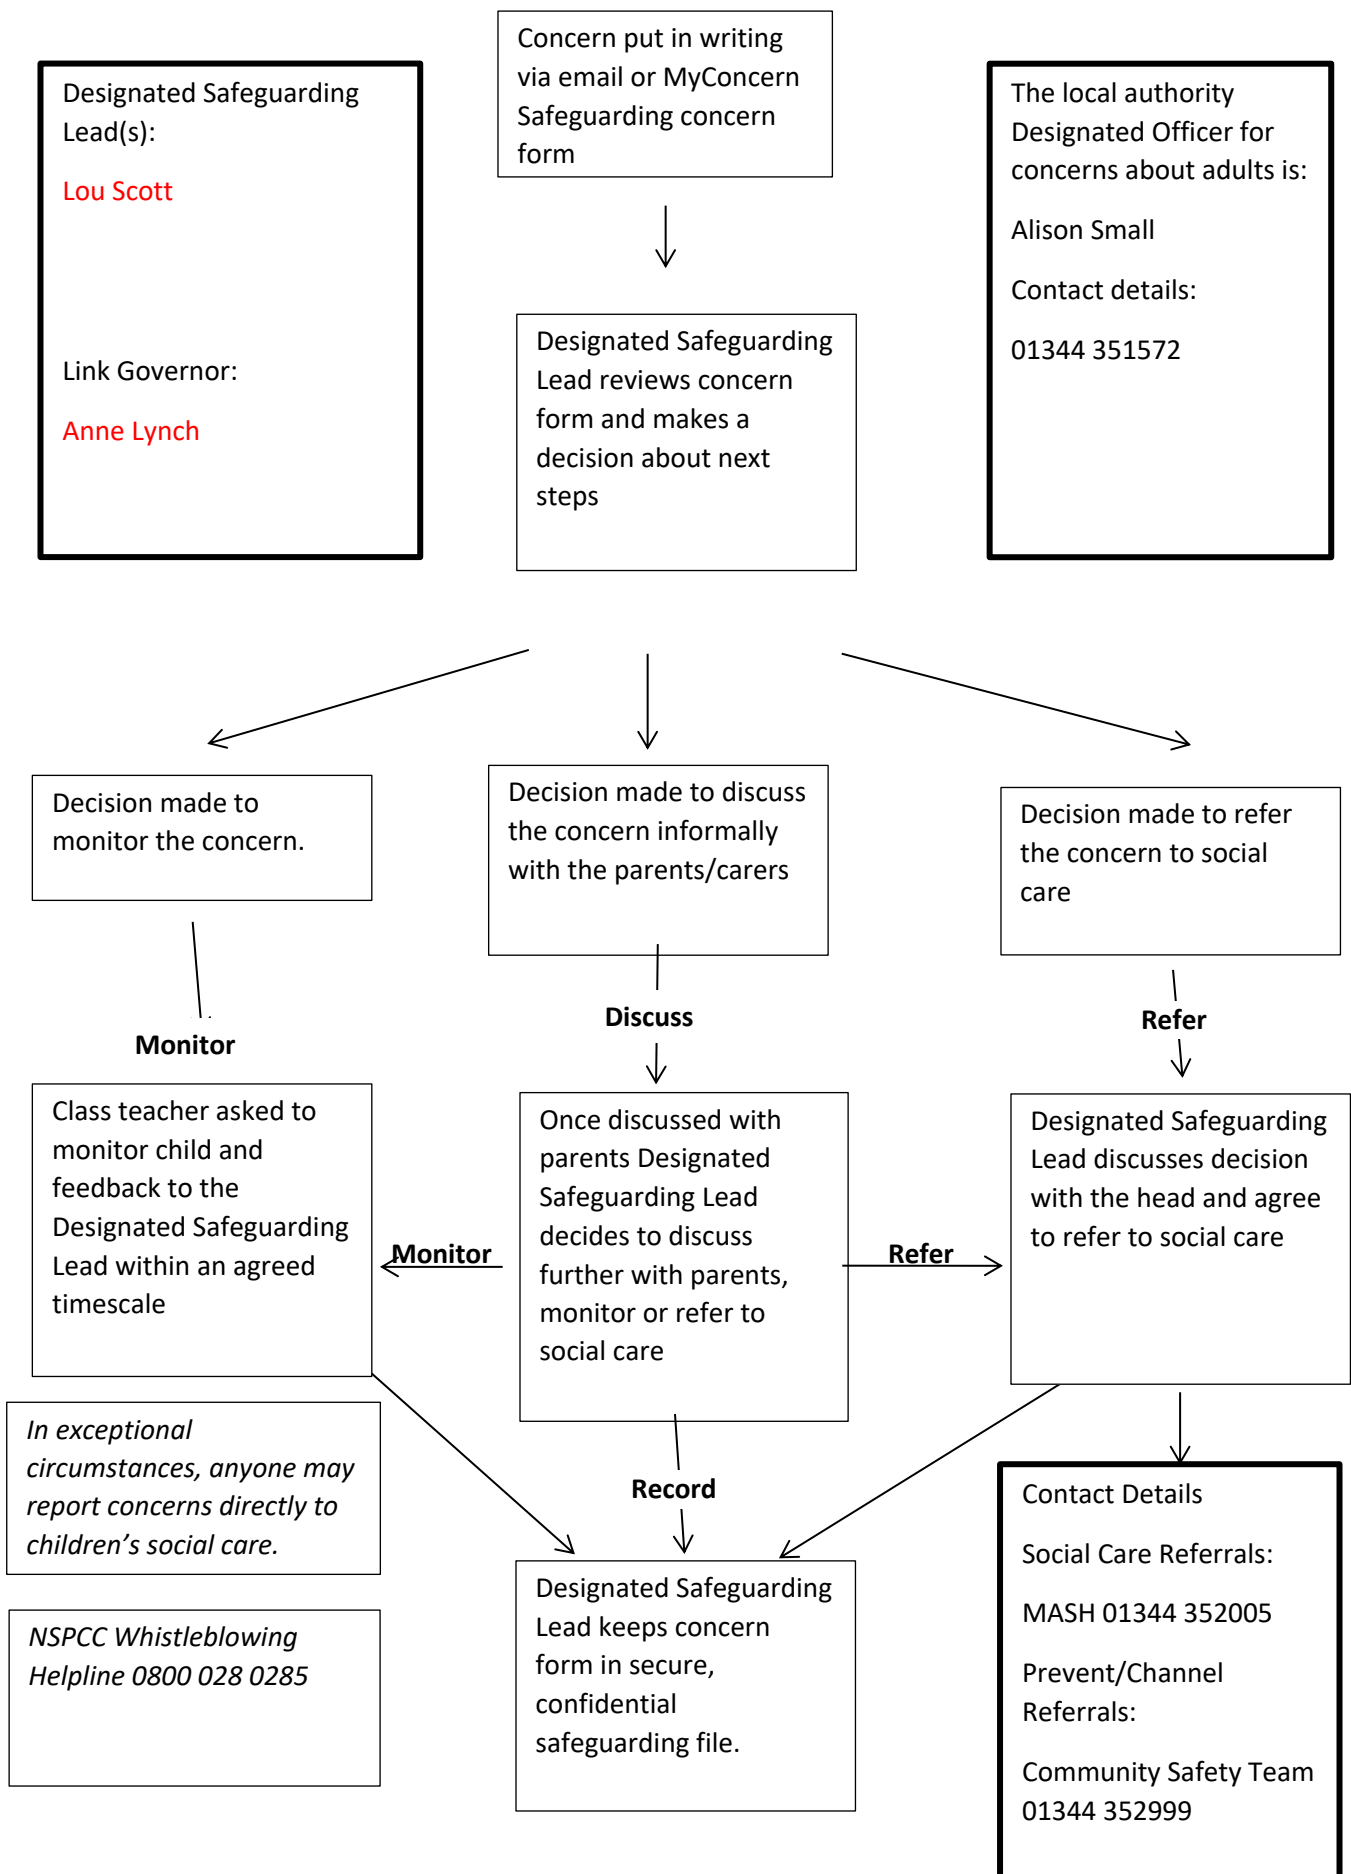 Concern put in writing
via email or MyConcern
Safeguarding concern
form
Designated Safeguarding
Lead(s):
Lou Scott
Link Governor:
Anne Lynch
The local authority
Designated Officer for
concerns about adults is:
Alison Small
Contact details:
01344 351572
Designated Safeguarding
Lead reviews concern
form and makes a
decision about next
steps
Decision made to
monitor the concern.
Decision made to discuss
the concern informally
with the parents/carers
Decision made to refer
the concern to social
care
Monitor
Discuss
Refer
Class teacher asked to
monitor child and
feedback to the
Designated Safeguarding
Lead within an agreed
timescale
Monitor
Once discussed with
parents Designated
Safeguarding Lead
decides to discuss
further with parents,
monitor or refer to
social care
Refer
Designated Safeguarding
Lead discusses decision
with the head and agree
to refer to social care
In exceptional
circumstances, anyone may
report concerns directly to
children’s social care.
Record
NSPCC Whistleblowing
Helpline 0800 028 0285
Designated Safeguarding
Lead keeps concern
form in secure,
confidential
safeguarding file.
Contact Details
Social Care Referrals:
MASH 01344 352005
Prevent/Channel
Referrals:
Community Safety Team
01344 352999